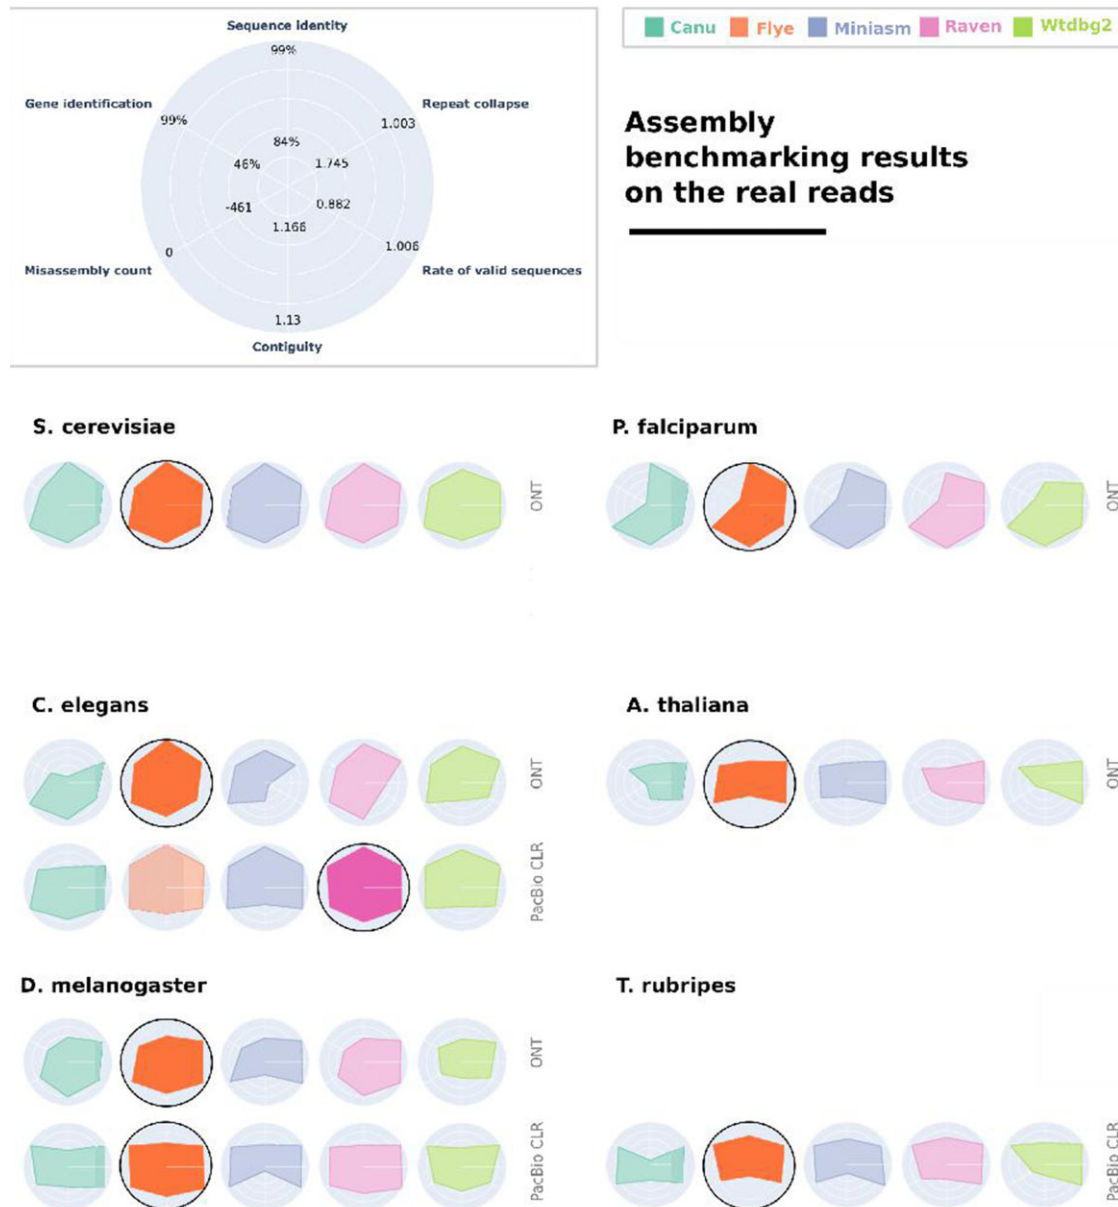 Sequence identity
99%
Gene identification
Repeat collapse
99%
1.003
84%
46%
1.745
-461
0.882
1.166
0
1.006
Misassembly count
Rate of valid sequences
1.13
Contiguity
Canu Flye Miniasm Raven Wtdbg2
Assembly
benchmarking results
on the real reads
S. cerevisiae
ONT
P. falciparum
ONT
C. elegans
ONT
PacBio CLR
A. thaliana
ONT
D. melanogaster
ONT
PacBio CLR
T. rubripes
PacBio CLR